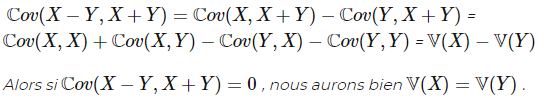 ℂov(X − Y, X + Y) = ℂov(X, X + Y) − ℂov(Y, X + Y) =
ℂov(X, X) + ℂov(X, Y) − ℂov(Y, X) − ℂov(Y, Y) = 𝕍(X) − 𝕍(Y)
Alors si ℂov(X − Y, X + Y) = 0 , nous aurons bien 𝕍(X) = 𝕍(Y) .